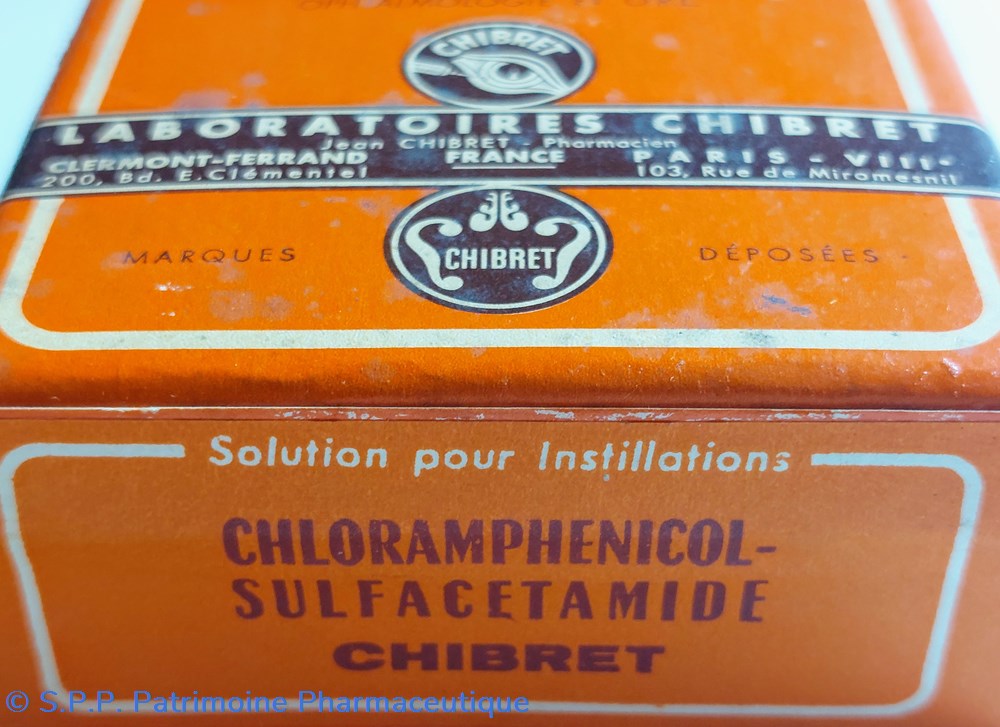 CHIBRET
LABORATOIRES CHIBRET
Jean CHIBRET - Pharmacien
CLERMONT-FERRAND FRANCE PARIS - VIIIe
200, Bd. E. Clémentel 103, Rue de Miromesnil
CHIBRET
MARQUES DÉPOSÉES
Solution pour Instillations
CHLORAMPHENICOL-
SULFACETAMIDE
CHIBRET
© S.P.P. Patrimoine Pharmaceutique